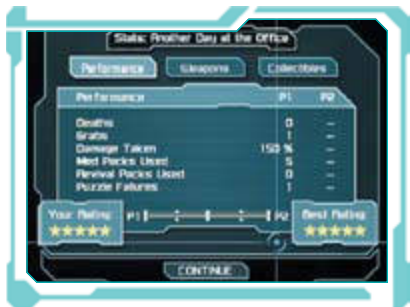 Stats: Another Day at the Office
Performance Weapons Collectibles
Performance P1 P2
Deaths 0 --
Grabs 1 --
Damage Taken 150 % --
Med Packs Used 5 --
Revival Packs Used 0 --
Puzzle Failures 1 --
Your Rating P1 P2 Best Rating
CONTINUE